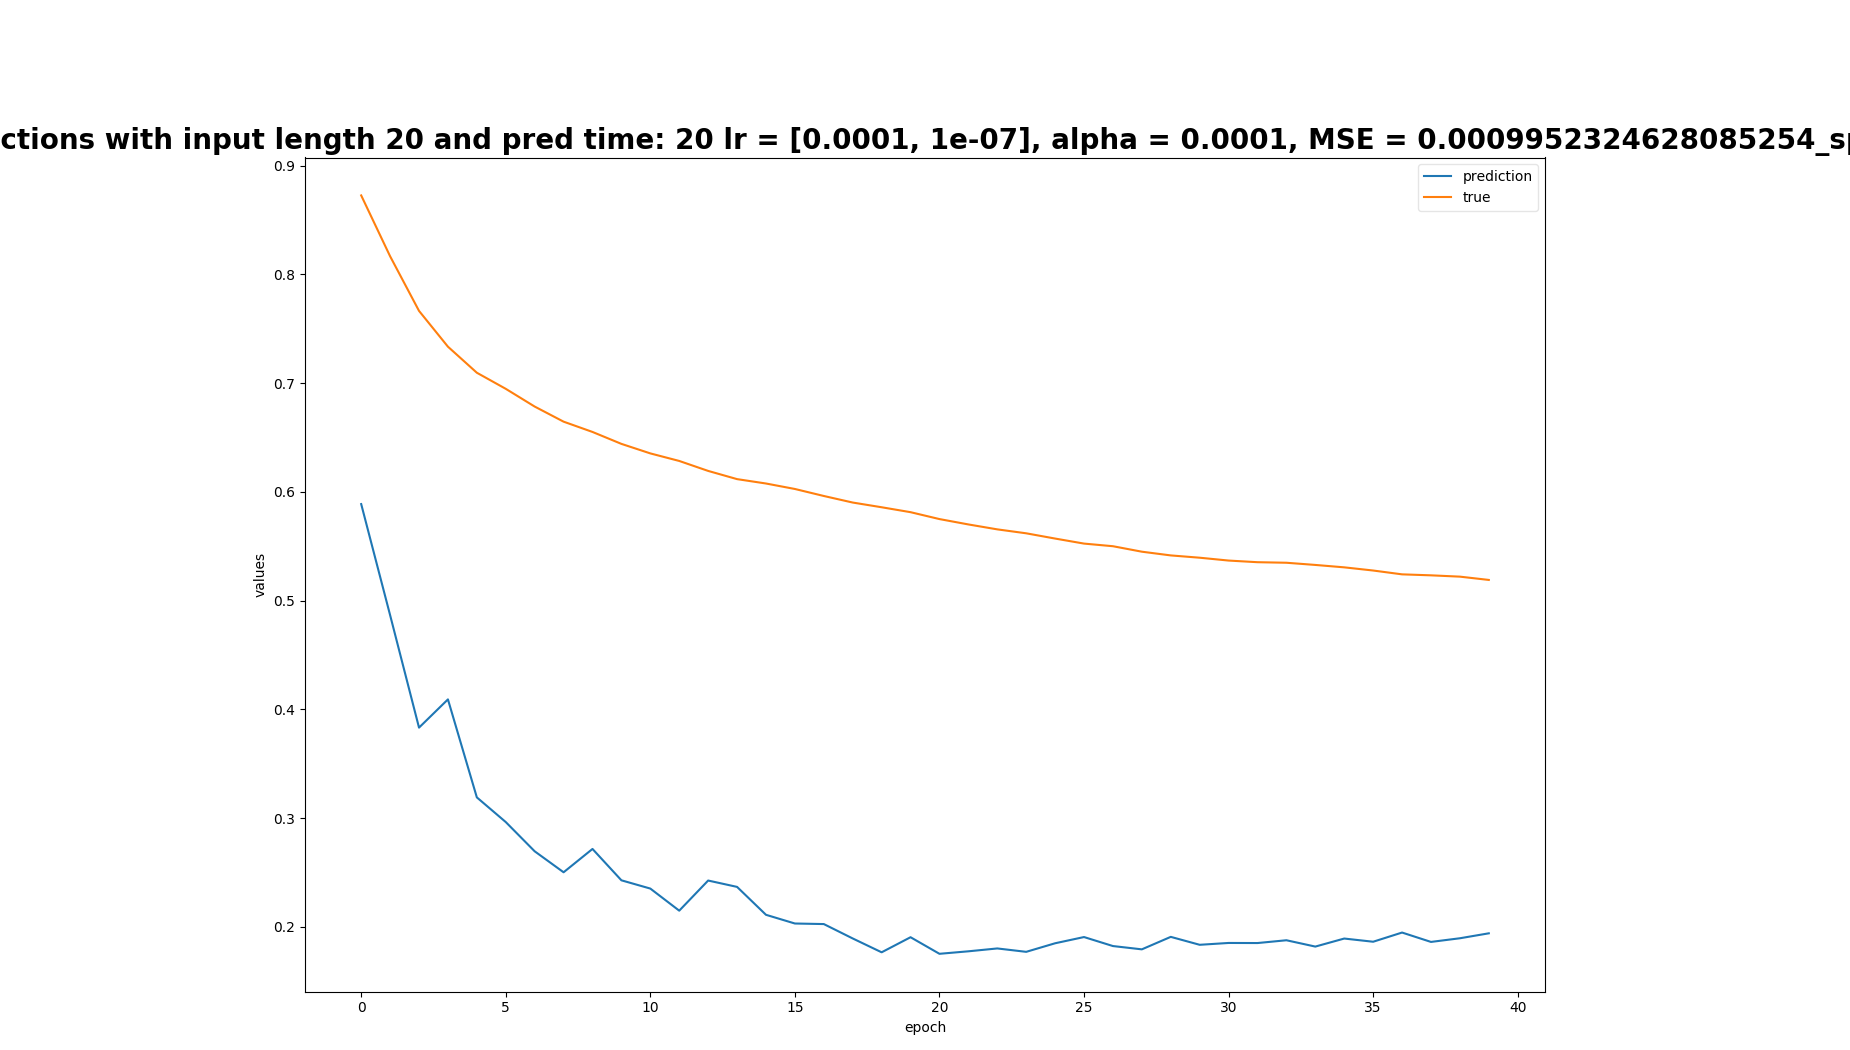 ctions with input length 20 and pred time: 20 lr = [0.0001, 1e-07], alpha = 0.0001, MSE = 0.0009952324628085254_sp
prediction
true
0.9
0.8
0.7
0.6
0.5
0.4
0.3
0.2
values
0 5 10 15 20 25 30 35 40
epoch